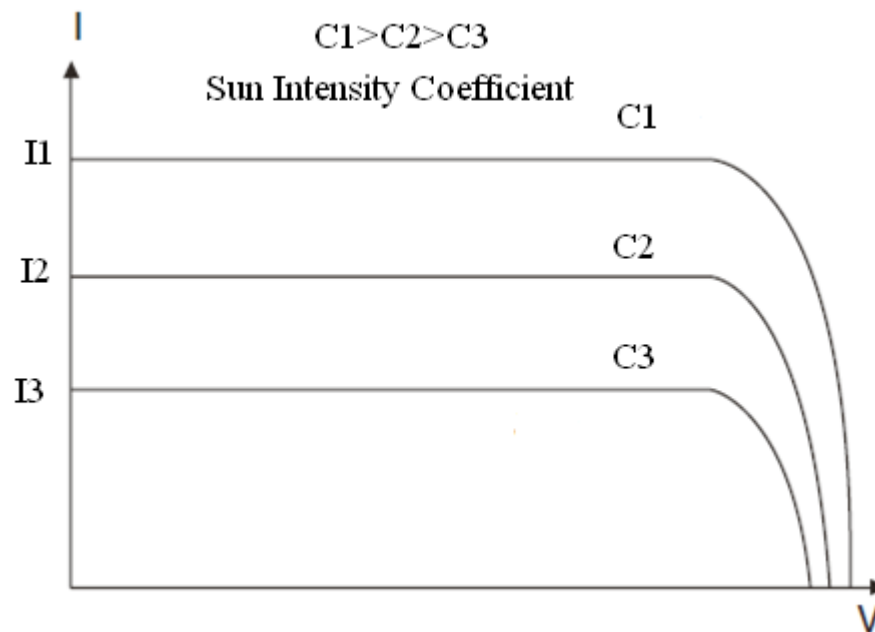 I
C1>C2>C3
Sun Intensity Coefficient
C1
I1
C2
I2
C3
I3
V